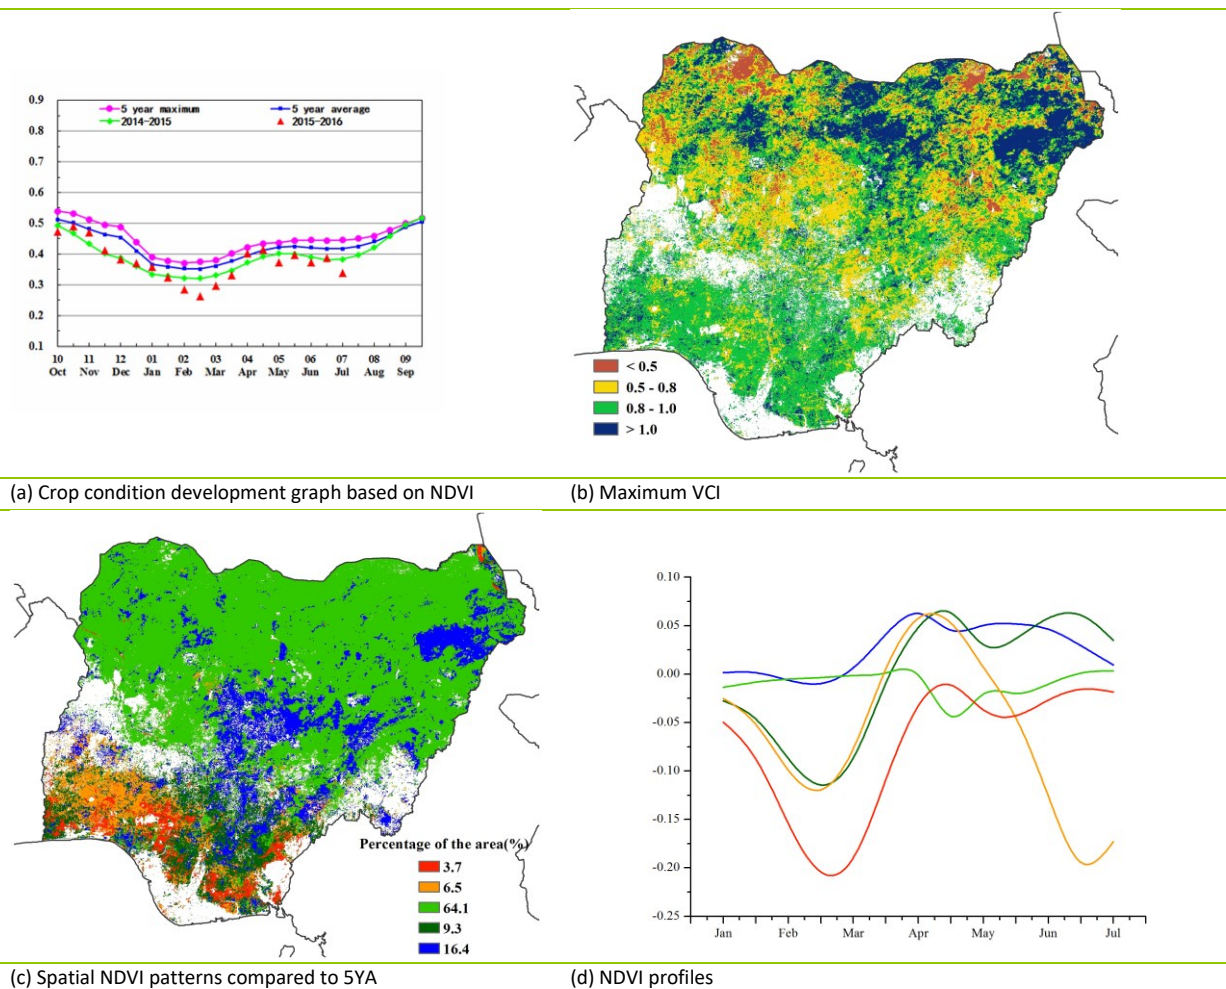 0.9
0.8
0.7
0.6
0.5
0.4
0.3
0.2
0.1
5 year maximum 5 year average
2014-2015 2015-2016
10 11 12 01 02 03 04 05 06 07 08 09
Oct Nov Dec Jan Feb Mar Apr May Jun Jul Aug Sep
< 0.5
0.5 - 0.8
0.8 - 1.0
> 1.0
(a) Crop condition development graph based on NDVI
(b) Maximum VCI
Percentage of the area(%)
3.7
6.5
64.1
9.3
16.4
0.10
0.05
0.00
-0.05
-0.10
-0.15
-0.20
-0.25
Jan Feb Mar Apr May Jun Jul
(c) Spatial NDVI patterns compared to 5YA
(d) NDVI profiles